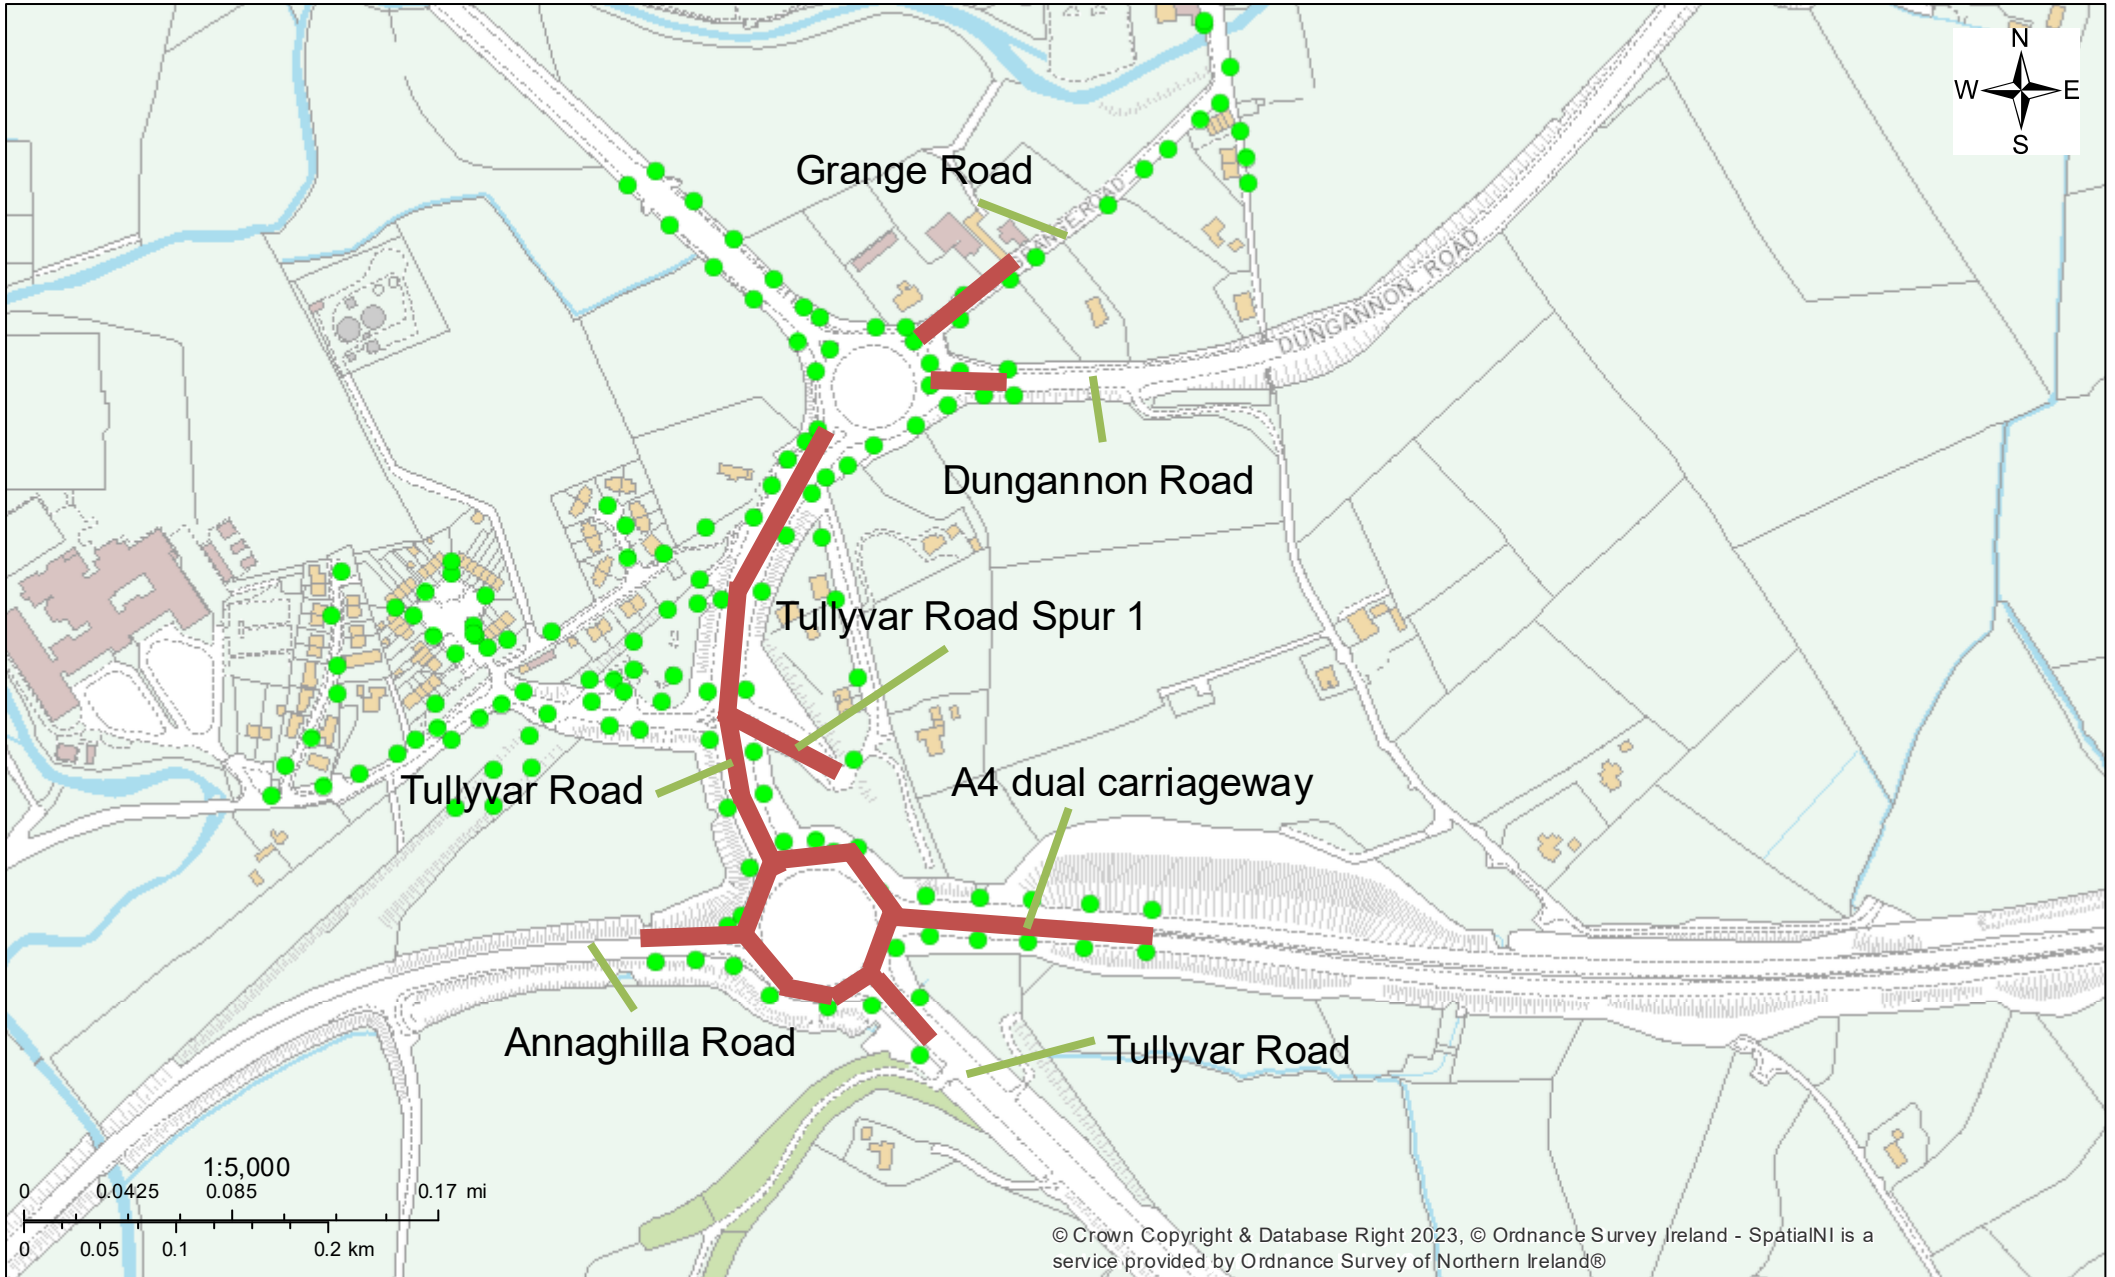 N
W E
S
Grange Road
ROAD
DUNGANNON ROAD
Dungannon Road
Tullyvar Road Spur 1
Tullyvar Road
A4 dual carriageway
Annaghilla Road
Tullyvar Road
1:5,000
0 0.0425 0.085 0.17 mi
0 0.05 0.1 0.2 km
© Crown Copyright & Database Right 2023, © Ordnance Survey Ireland - SpatialNI is a
service provided by Ordnance Survey of Northern Ireland®